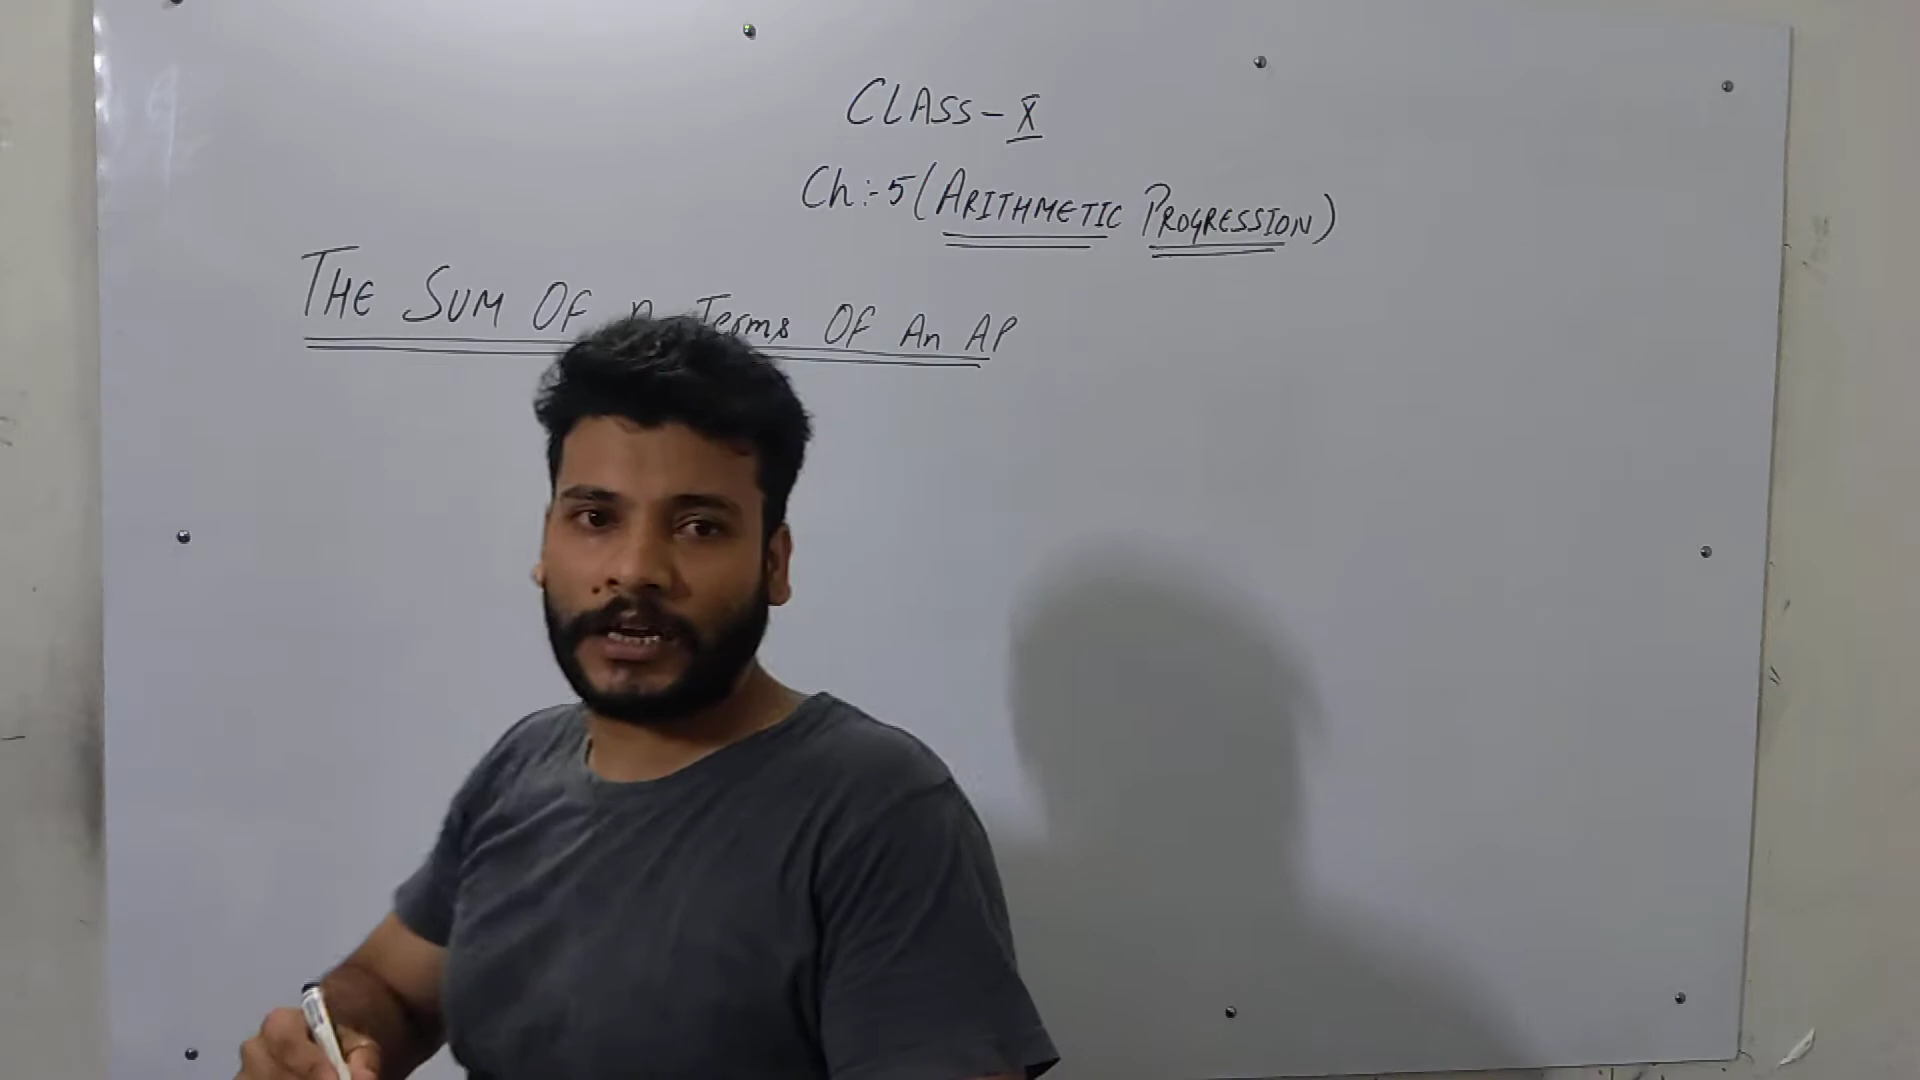 CLASS - X
Ch :- 5 (ARITHMETIC PROGRESSION)
THE SUM OF n Terms OF An AP